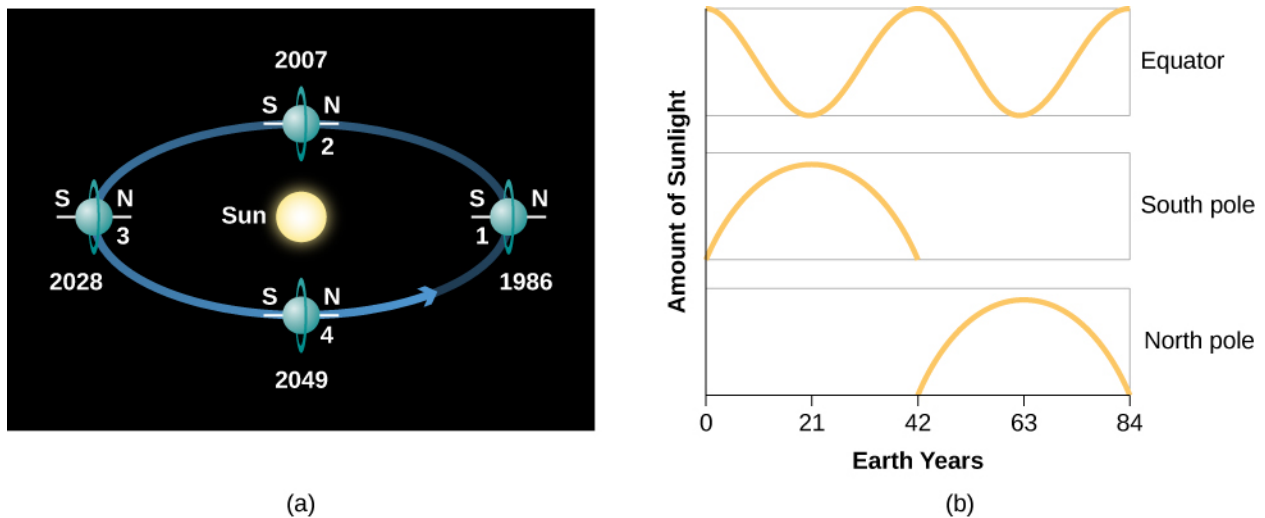 2007
S N
2
S N
3
2028
Sun
S N
1
1986
S N
4
2049
(a)
Amount of Sunlight
Equator
South pole
North pole
0 21 42 63 84
Earth Years
(b)